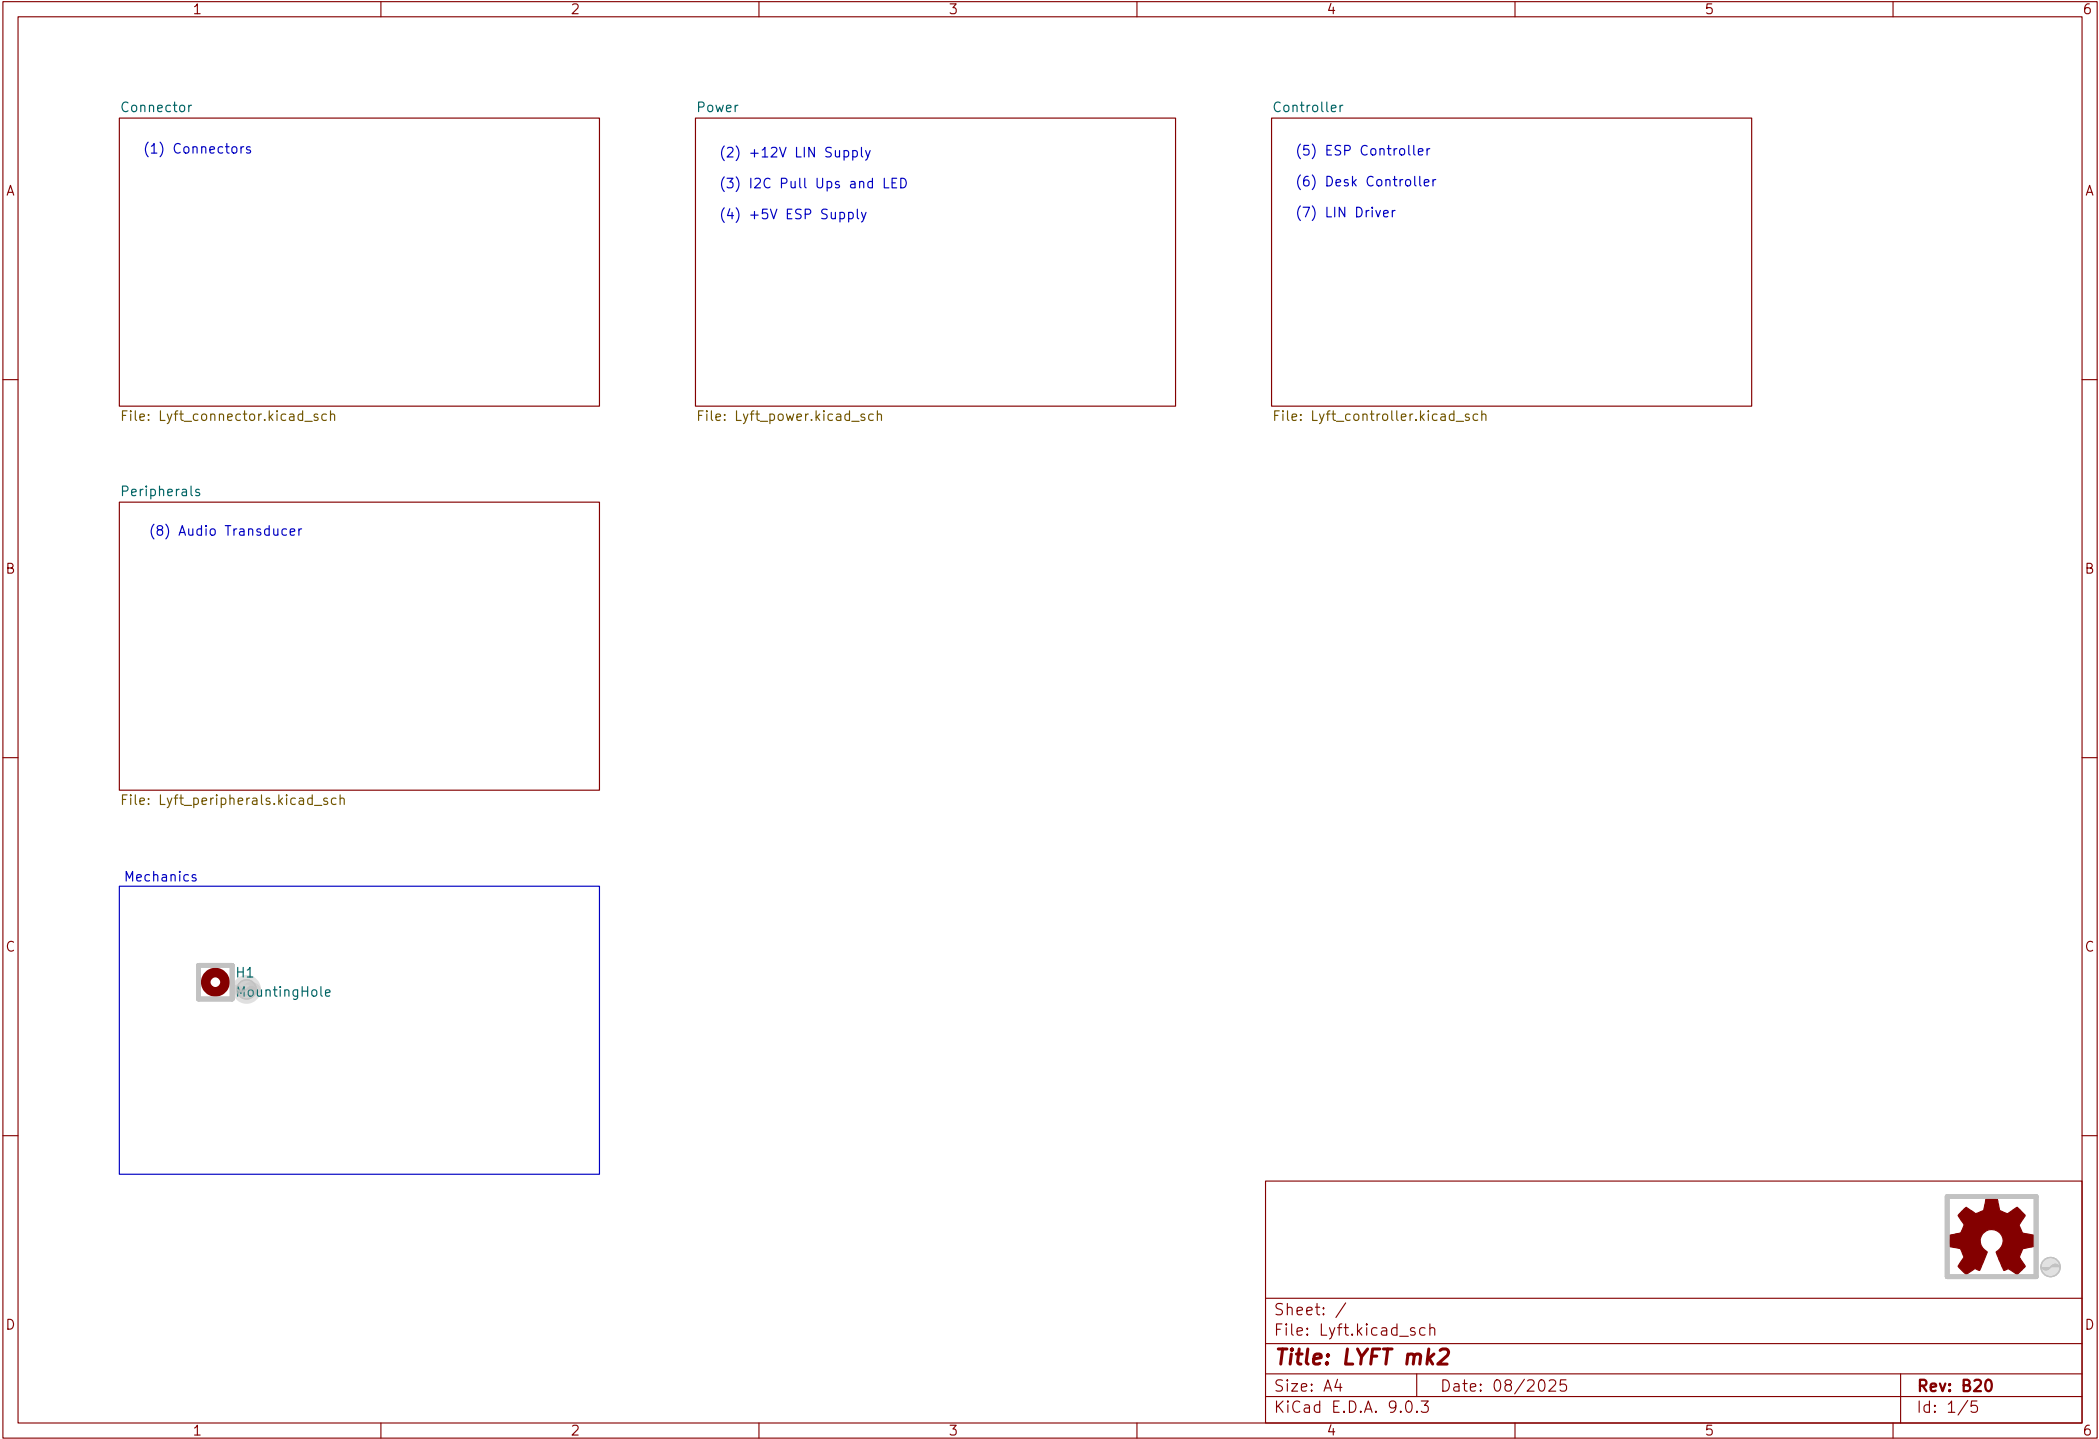 1 2 3 4 5 6
Connector
(1) Connectors
File: Lyft_connector.kicad_sch
Power
(2) +12V LIN Supply
(3) I2C Pull Ups and LED
(4) +5V ESP Supply
File: Lyft_power.kicad_sch
Controller
(5) ESP Controller
(6) Desk Controller
(7) LIN Driver
File: Lyft_controller.kicad_sch
A A
Peripherals
(8) Audio Transducer
File: Lyft_peripherals.kicad_sch
B B
Mechanics
H1
MountingHole
C C
Sheet: /
File: Lyft.kicad_sch
Title: LYFT mk2
Size: A4 Date: 08/2025 Rev: B20
KiCad E.D.A. 9.0.3 Id: 1/5
D D
1 2 3 4 5 6